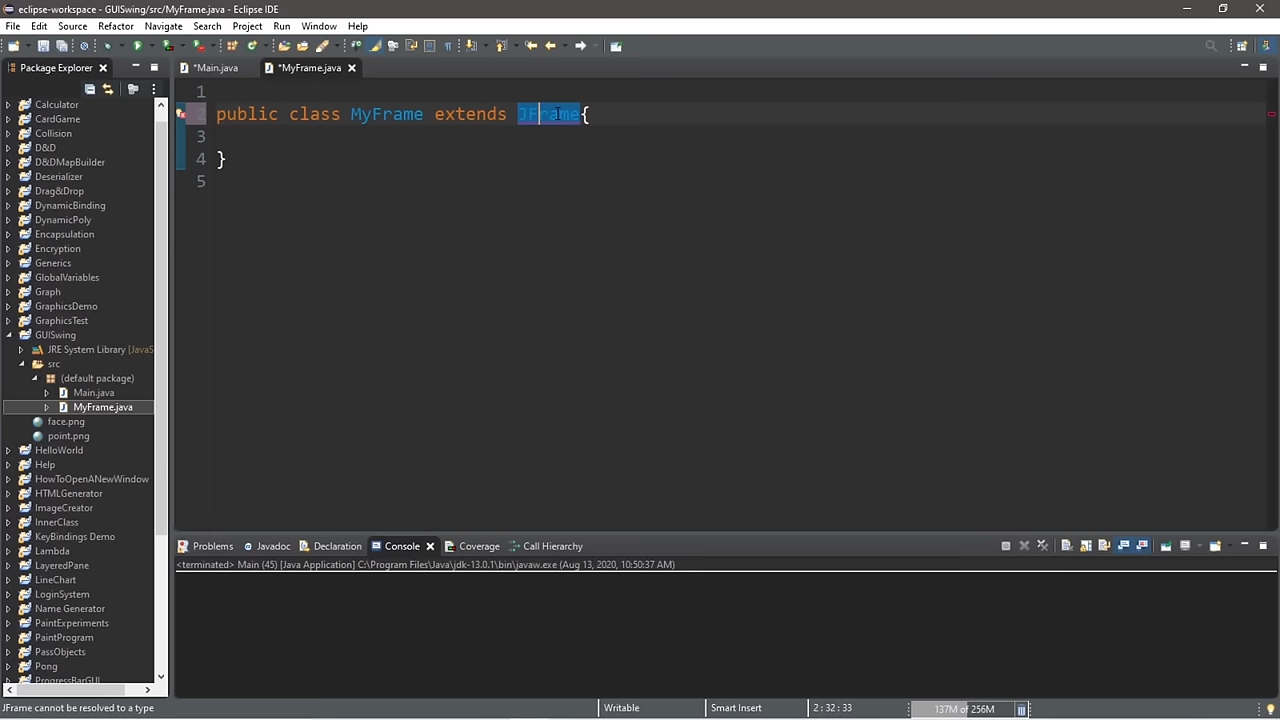 eclipse-workspace - GUISwing/src/MyFrame.java - Eclipse IDE
File Edit Source Refactor Navigate Search Project Run Window Help
Package Explorer
*Main.java
*MyFrame.java
Calculator
CardGame
Collision
D&D
D&DMapBuilder
Deserializer
Drag&Drop
DynamicBinding
DynamicPoly
Encapsulation
Encryption
Generics
GlobalVariables
Graph
GraphicsDemo
GraphicsTest
GUISwing
JRE System Library [JavaS
src
(default package)
Main.java
MyFrame.java
face.png
point.png
HelloWorld
Help
HowToOpenANewWindow
HTMLGenerator
ImageCreator
InnerClass
KeyBindings Demo
Lambda
LayeredPane
LineChart
LoginSystem
Name Generator
PaintExperiments
PaintProgram
PassObjects
Pong
ProgressBarGUI
1
2 public class MyFrame extends JFrame{
3
4 }
5
Problems Javadoc Declaration Console Coverage Call Hierarchy
<terminated> Main (45) [Java Application] C:\Program Files\Java\jdk-13.0.1\bin\javaw.exe (Aug 13, 2020, 10:50:37 AM)
JFrame cannot be resolved to a type
Writable
Smart Insert
2 : 32 : 33
137M of 256M